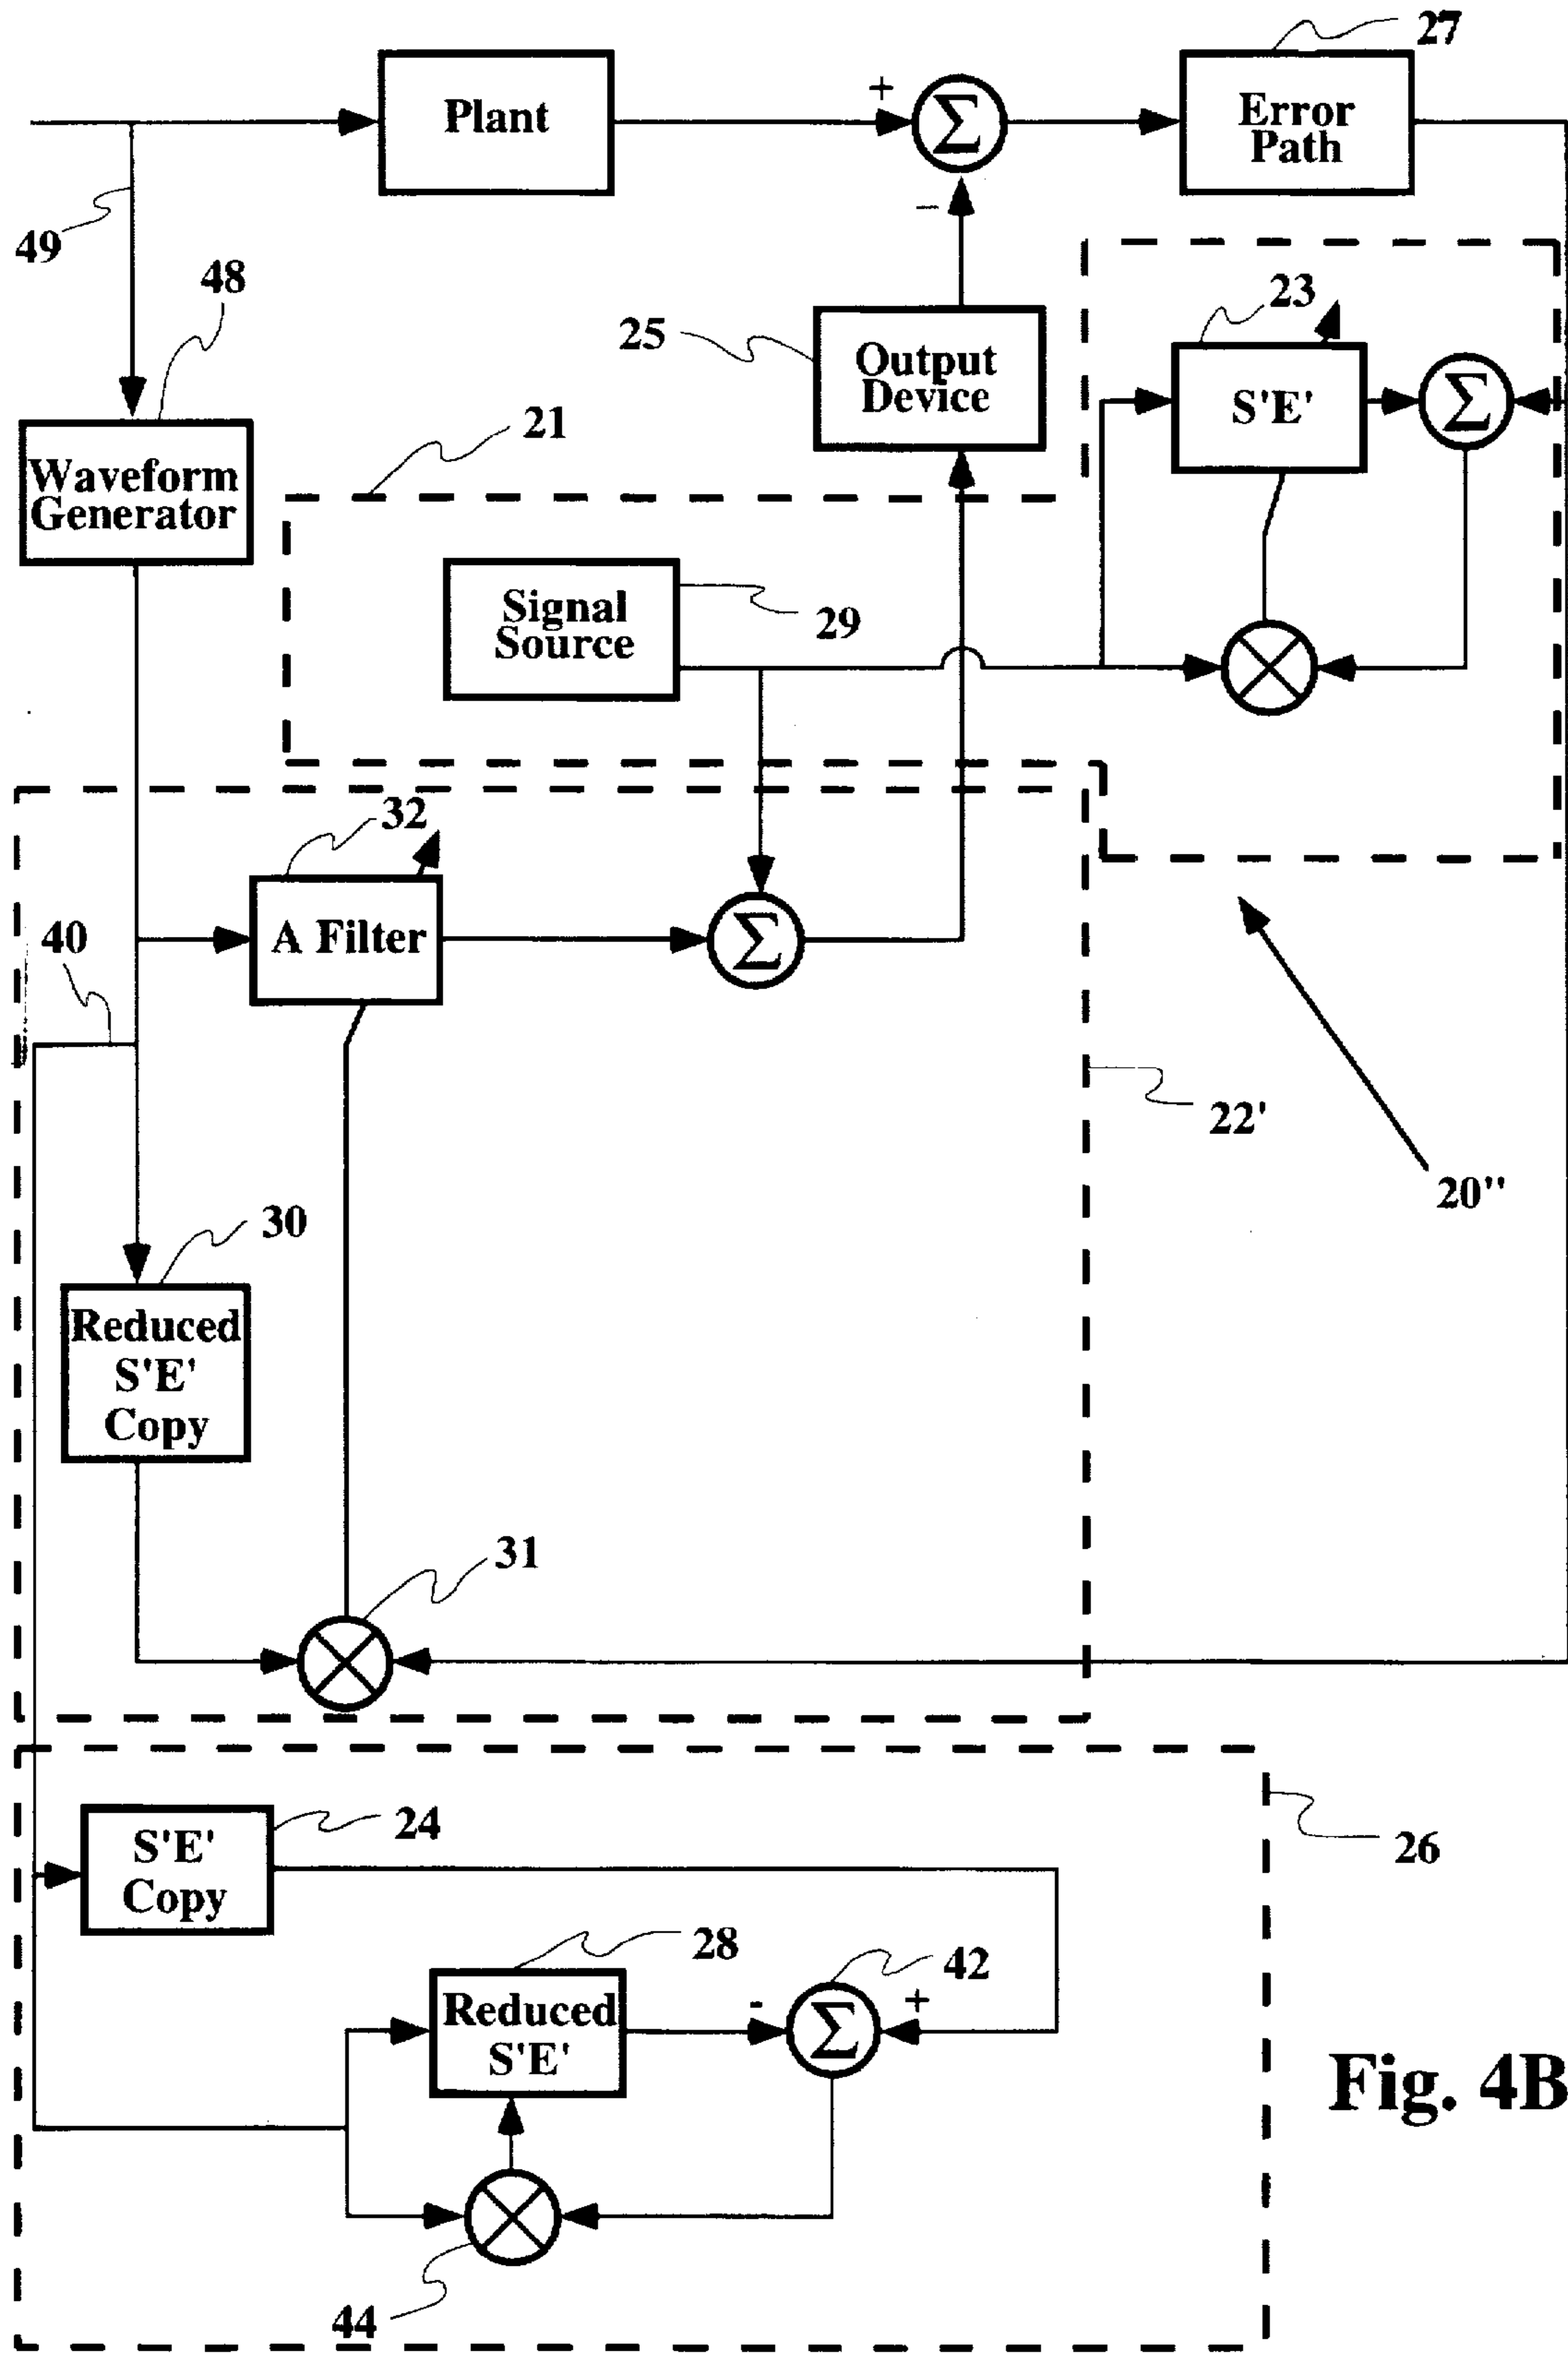 27
Plant
+
Σ
Error
Path
−
49
48
23
25
Output
Device
S'E'
Σ
21
Waveform
Generator
Signal
Source
29
32
40
A Filter
Σ
22'
20"
30
Reduced
S'E'
Copy
31
24
S'E'
Copy
26
28
42
Reduced
S'E'
-
Σ
+
Fig. 4B
44